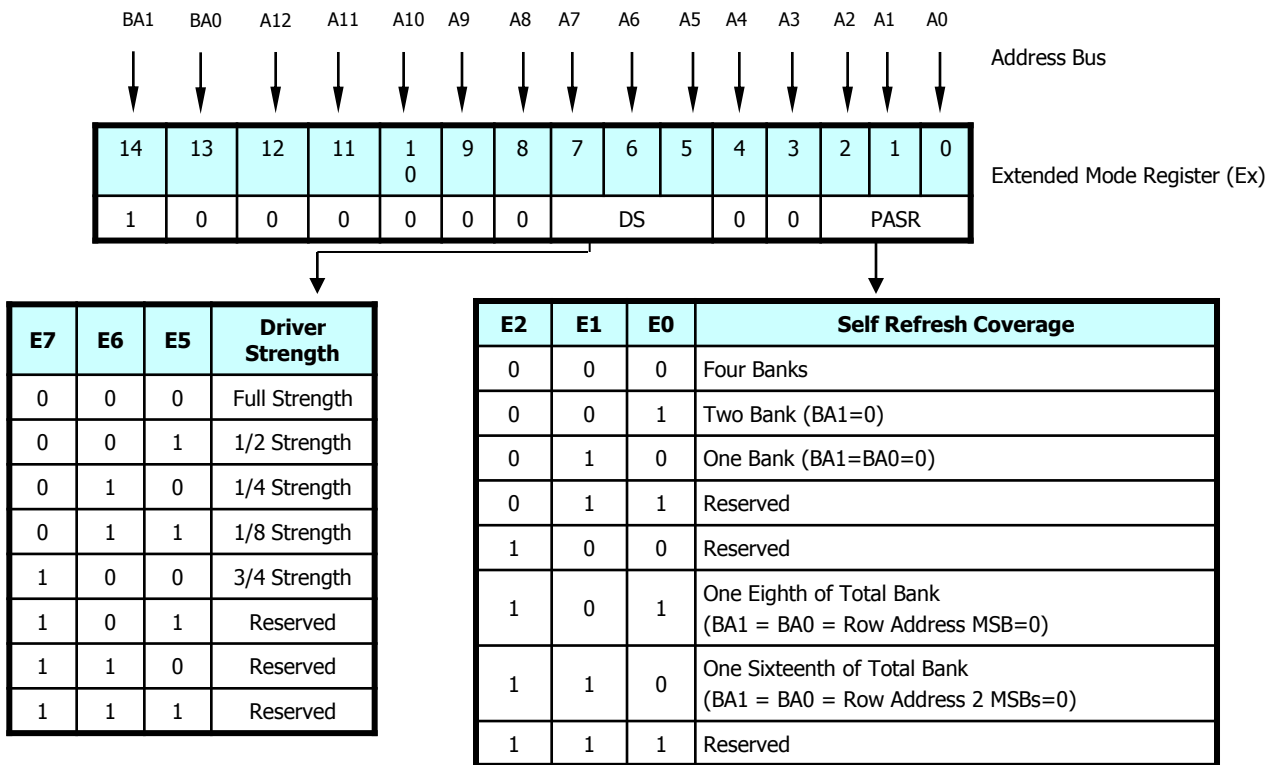 BA1 BA0 A12 A11 A10 A9 A8 A7 A6 A5 A4 A3 A2 A1 A0
Address Bus
14 13 12 11 1 9 8 7 6 5 4 3 2 1 0
0
Extended Mode Register (Ex)
1 0 0 0 0 0 0 DS 0 0 PASR
E7 E6 E5 Driver
Strength
0 0 0 Full Strength
0 0 1 1/2 Strength
0 1 0 1/4 Strength
0 1 1 1/8 Strength
1 0 0 3/4 Strength
1 0 1 Reserved
1 1 0 Reserved
1 1 1 Reserved
E2 E1 E0 Self Refresh Coverage
0 0 0 Four Banks
0 0 1 Two Bank (BA1=0)
0 1 0 One Bank (BA1=BA0=0)
0 1 1 Reserved
1 0 0 Reserved
1 0 1 One Eighth of Total Bank
(BA1 = BA0 = Row Address MSB=0)
1 1 0 One Sixteenth of Total Bank
(BA1 = BA0 = Row Address 2 MSBs=0)
1 1 1 Reserved